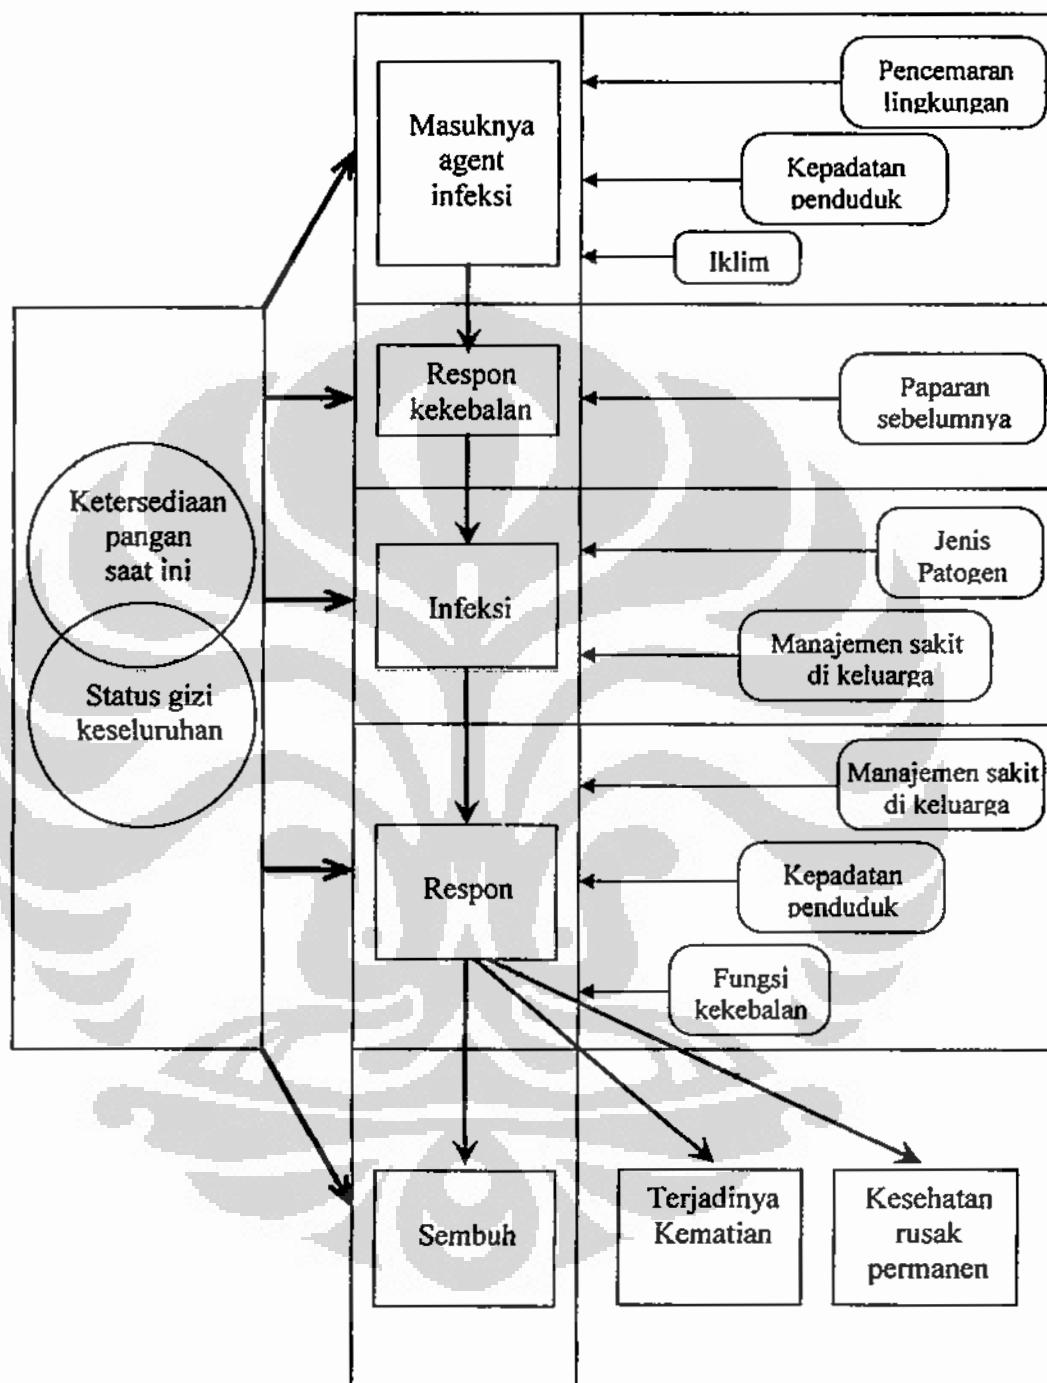 Masuknya
agent
infeksi
Pencemaran
lingkungan
Kepadatan
penduduk
Iklim
Respon
kekebalan
Paparan
sebelumnya
Ketersediaan
pangan
saat ini
Status gizi
keseluruhan
Infeksi
Jenis
Patogen
Manajemen sakit
di keluarga
Respon
Manajemen sakit
di keluarga
Kepadatan
penduduk
Fungsi
kekebalan
Sembuh
Terjadinya
Kematian
Kesehatan
rusak
permanen